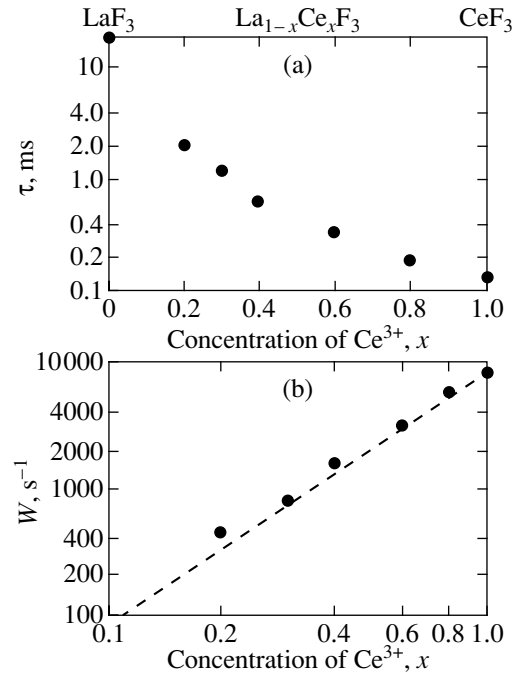 LaF₃ La₁₋ₓCeₓF₃ CeF₃
(a)
10
4.0
2.0
1.0
0.4
0.2
0.1
τ, ms
0 0.2 0.4 0.6 0.8 1.0
Concentration of Ce³⁺, x
(b)
10000
4000
2000
1000
400
200
100
W, s⁻¹
0.1 0.2 0.4 0.6 0.8 1.0
Concentration of Ce³⁺, x